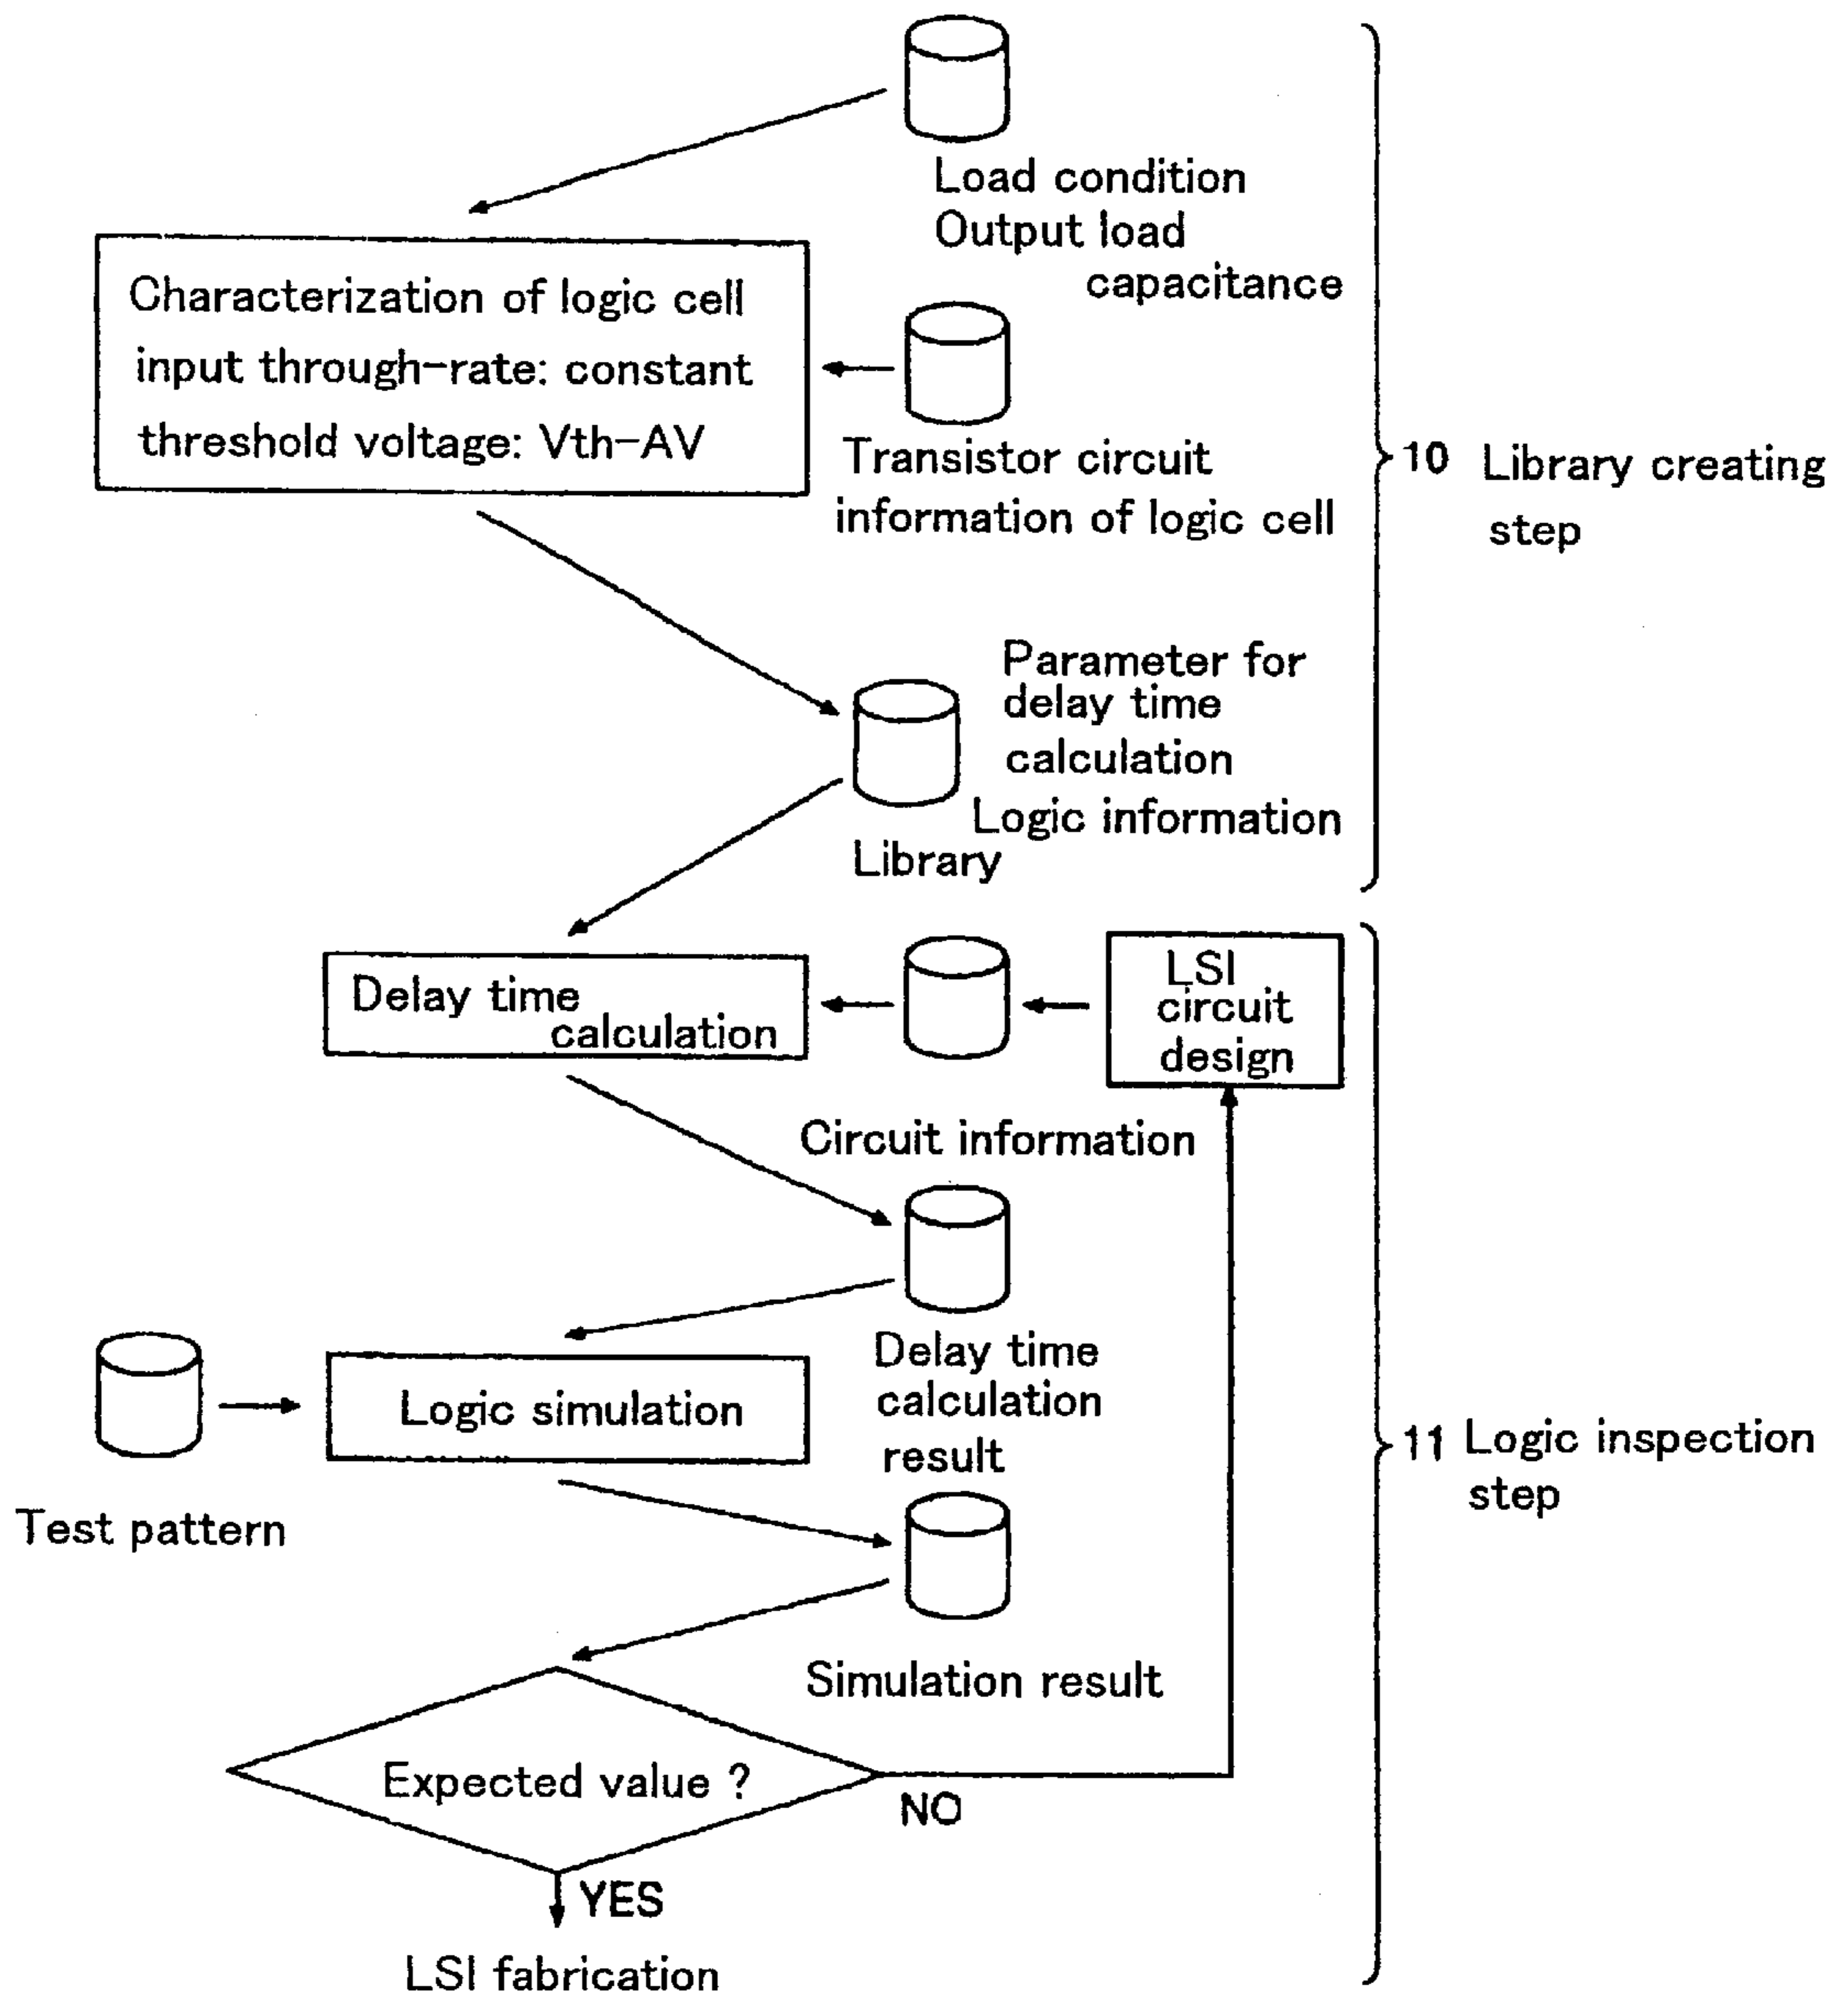 Load condition
Output load
capacitance
Characterization of logic cell
input through-rate: constant
threshold voltage: Vth-AV
Transistor circuit
information of logic cell
10 Library creating
step
Parameter for
delay time
calculation
Logic information
Library
Delay time
calculation
LSI
circuit
design
Circuit information
Delay time
calculation
result
Test pattern
Logic simulation
11 Logic inspection
step
Simulation result
Expected value ?
NO
YES
LSI fabrication